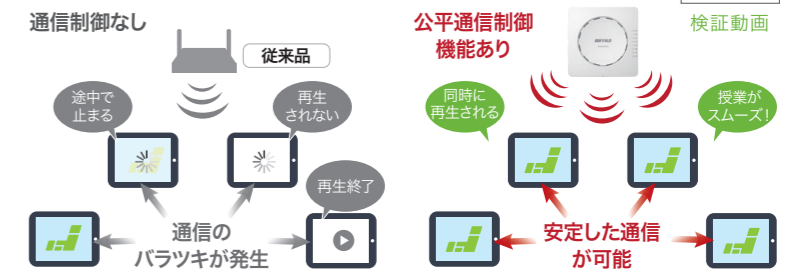 通信制御なし
従来品
途中で
止まる
再生
されない
再生終了
通信の
バラツキが発生
公平通信制御
機能あり
検証動画
BUFFALO
同時に
再生される
授業が
スムーズ!
安定した通信
が可能